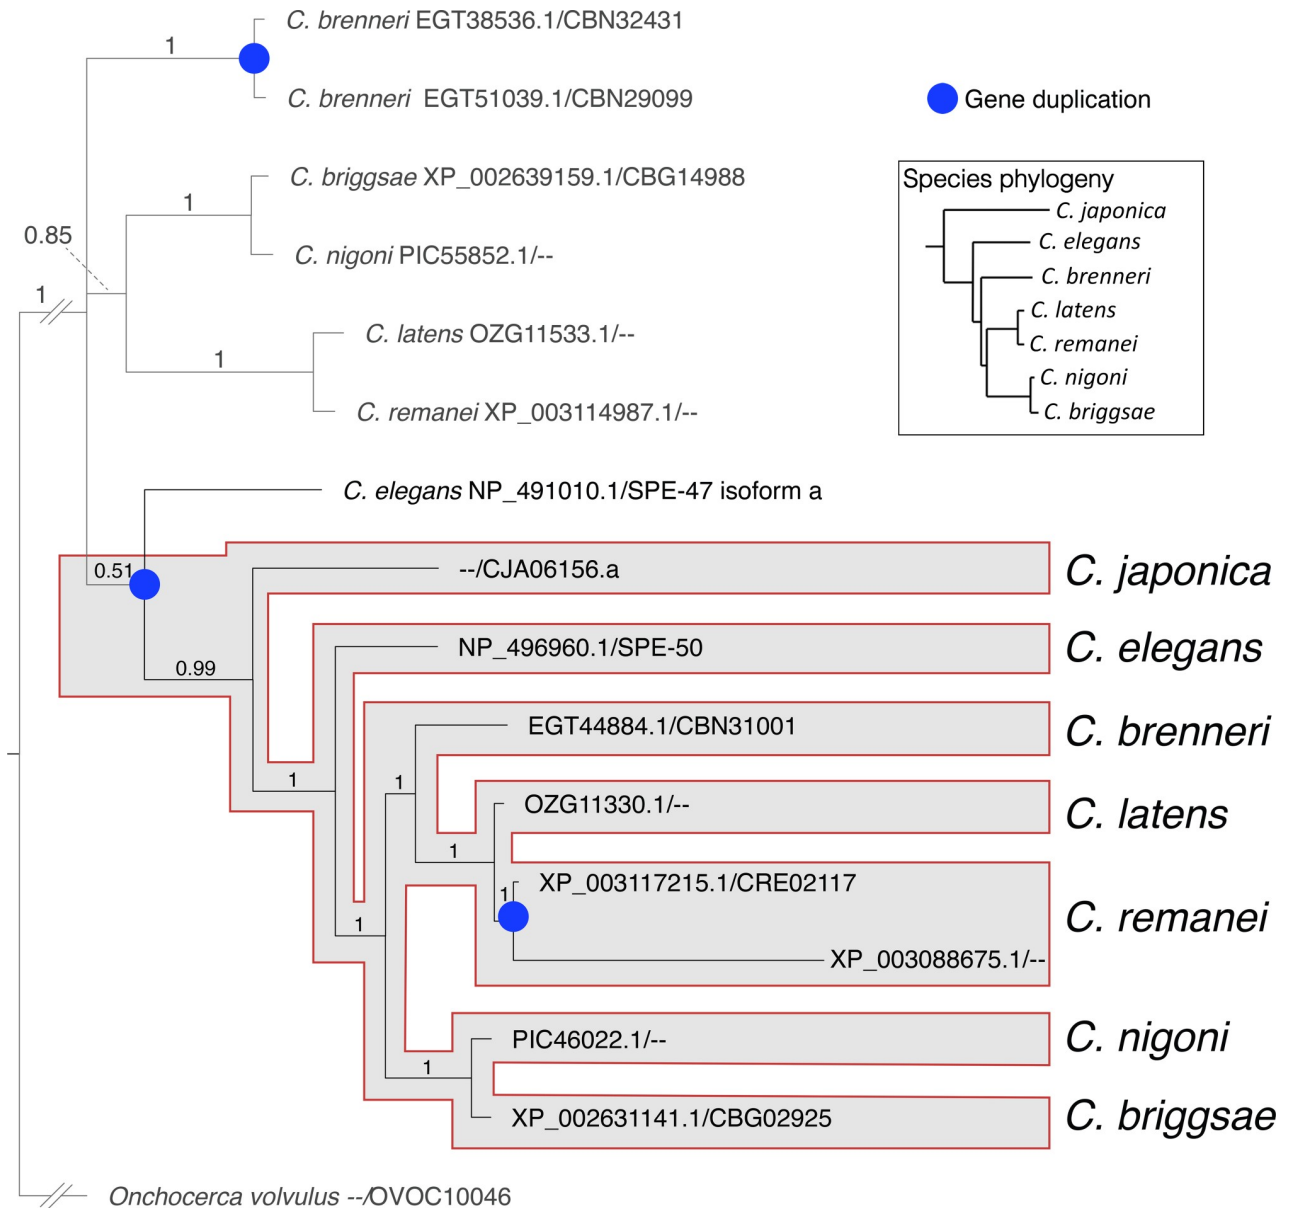 C. brenneri EGT38536.1/CBN32431
1
C. brenneri EGT51039.1/CBN29099
Gene duplication
C. briggsae XP_002639159.1/CBG14988
1
0.85
C. nigoni PIC55852.1/--
1
C. latens OZG11533.1/--
1
C. remanei XP_003114987.1/--
Species phylogeny
C. japonica
C. elegans
C. brenneri
C. latens
C. remanei
C. nigoni
C. briggsae
C. elegans NP_491010.1/SPE-47 isoform a
0.51
--/CJA06156.a
C. japonica
NP_496960.1/SPE-50
C. elegans
0.99
EGT44884.1/CBN31001
C. brenneri
1
1
OZG11330.1/--
C. latens
1
XP_003117215.1/CRE02117
1
C. remanei
1
XP_003088675.1/--
PIC46022.1/--
C. nigoni
1
XP_002631141.1/CBG02925
C. briggsae
Onchocerca volvulus --/OVOC10046